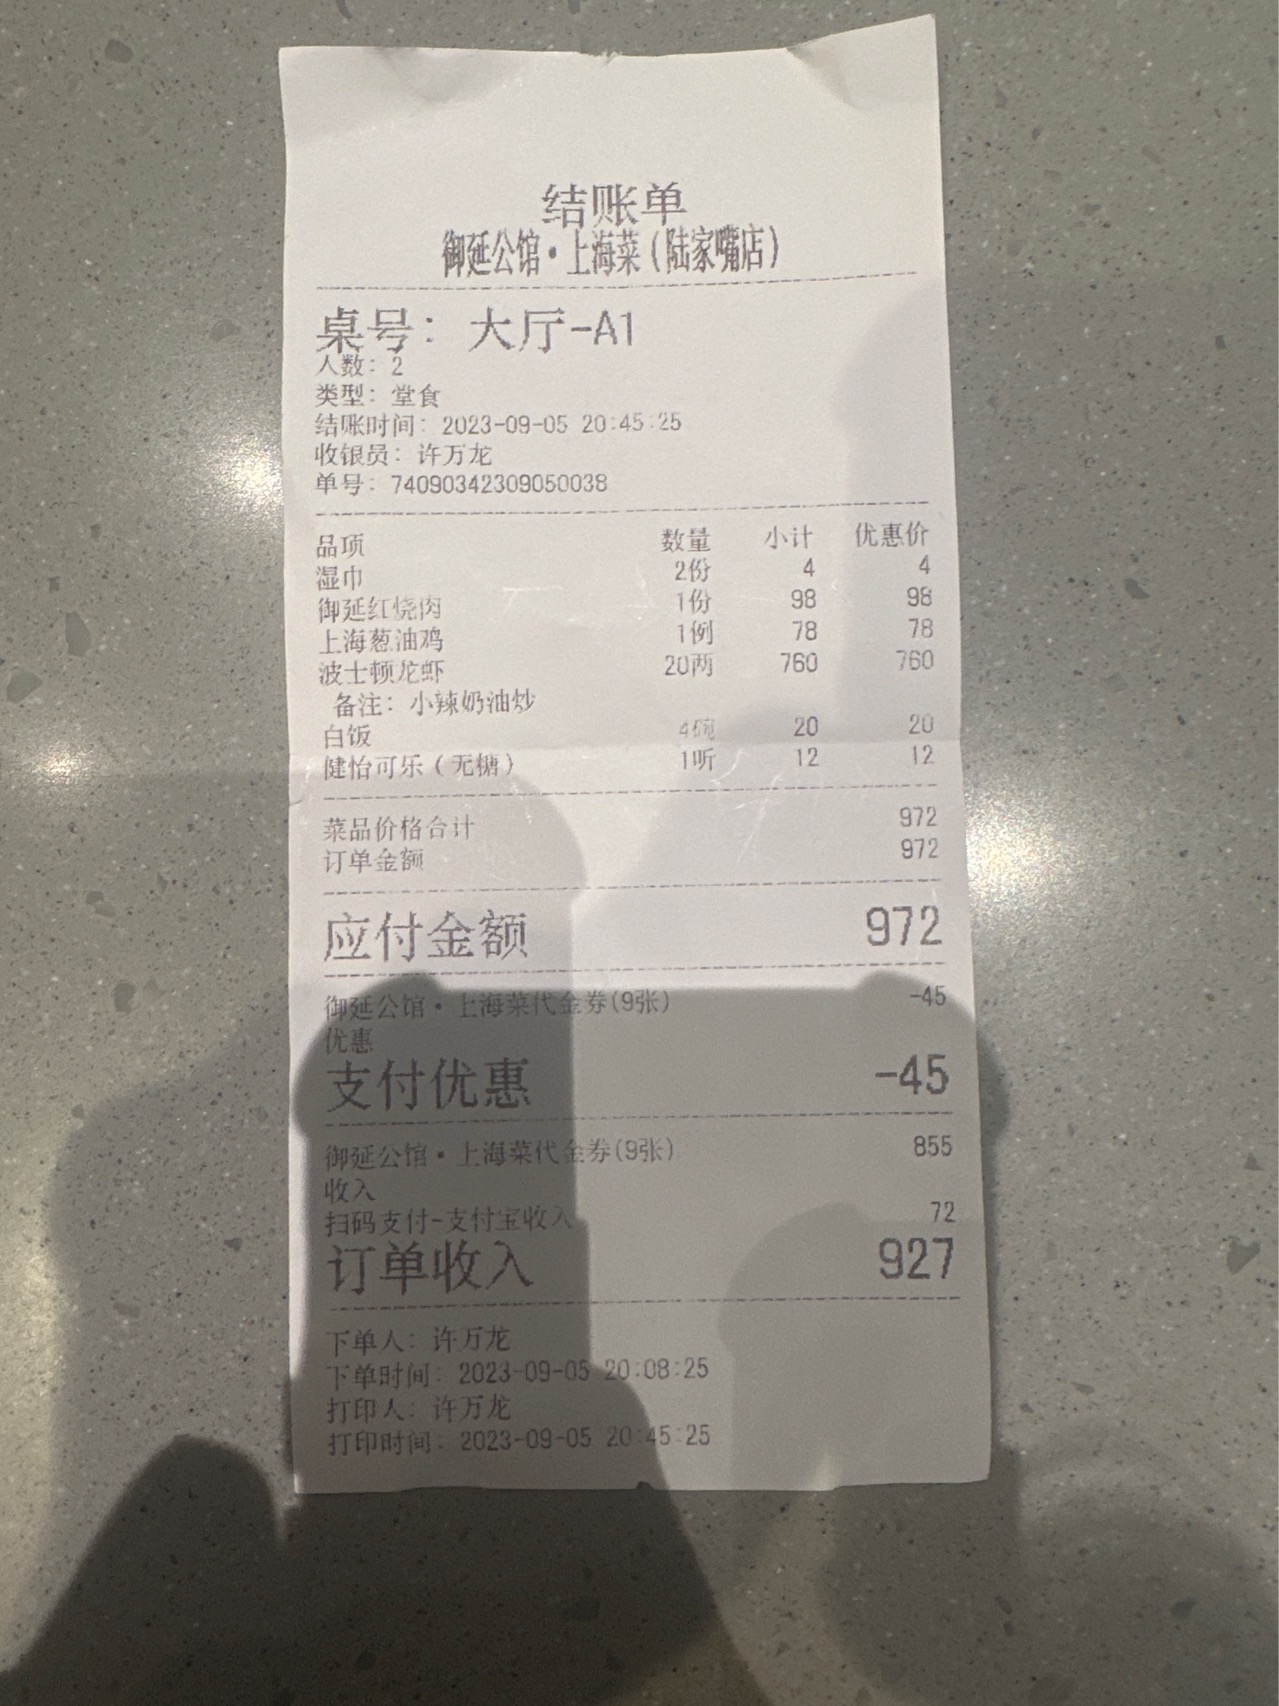 结账单
御延公馆·上海菜(陆家嘴店)
桌号: 大厅-A1
人数: 2
类型: 堂食
结账时间: 2023-09-05 20:45:25
收银员: 许万龙
单号: 74090342309050038
品项 数量 小计 优惠价
湿巾 2份 4 4
御延红烧肉 1份 98 98
上海葱油鸡 1例 78 78
波士顿龙虾 20两 760 760
备注: 小辣奶油炒
白饭 4碗 20 20
健怡可乐(无糖) 1听 12 12
菜品价格合计 972
订单金额 972
应付金额 972
御延公馆·上海菜代金券(9张) -45
优惠
支付优惠 -45
御延公馆·上海菜代金券(9张) 855
收入
扫码支付-支付宝收入 72
订单收入 927
下单人: 许万龙
下单时间: 2023-09-05 20:08:25
打印人: 许万龙
打印时间: 2023-09-05 20:45:25